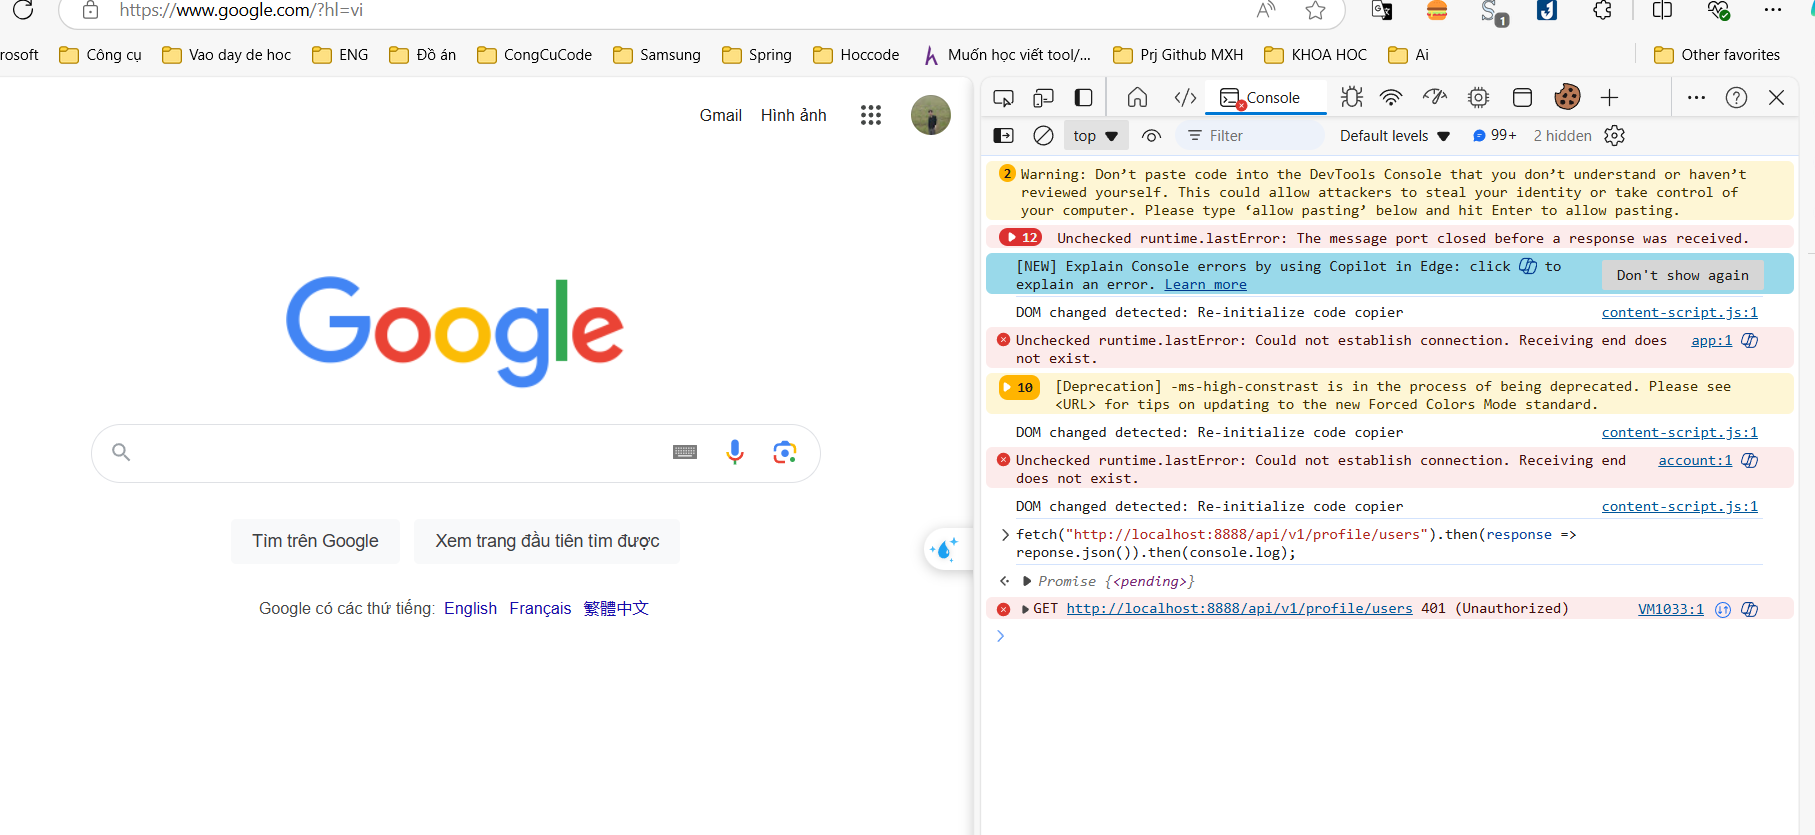 https://www.google.com/?hl=vi
1
rosoft
Công cụ
Vao day de hoc
ENG
Đồ án
CongCuCode
Samsung
Spring
Hoccode
Muốn học viết tool/...
Prj Github MXH
KHOA HOC
Ai
Other favorites
Gmail
Hình ảnh
Google
Tìm trên Google
Xem trang đầu tiên tìm được
Google có các thứ tiếng: English Français 繁體中文
Console
top
Filter
Default levels
99+
2 hidden
2 Warning: Don’t paste code into the DevTools Console that you don’t understand or haven’t
reviewed yourself. This could allow attackers to steal your identity or take control of
your computer. Please type ‘allow pasting’ below and hit Enter to allow pasting.
12 Unchecked runtime.lastError: The message port closed before a response was received.
[NEW] Explain Console errors by using Copilot in Edge: click to
explain an error. Learn more
Don't show again
DOM changed detected: Re-initialize code copier content-script.js:1
Unchecked runtime.lastError: Could not establish connection. Receiving end does app:1
not exist.
10 [Deprecation] -ms-high-constrast is in the process of being deprecated. Please see
<URL> for tips on updating to the new Forced Colors Mode standard.
DOM changed detected: Re-initialize code copier content-script.js:1
Unchecked runtime.lastError: Could not establish connection. Receiving end account:1
does not exist.
DOM changed detected: Re-initialize code copier content-script.js:1
fetch("http://localhost:8888/api/v1/profile/users").then(response =>
reponse.json()).then(console.log);
Promise {<pending>}
GET http://localhost:8888/api/v1/profile/users 401 (Unauthorized) VM1033:1